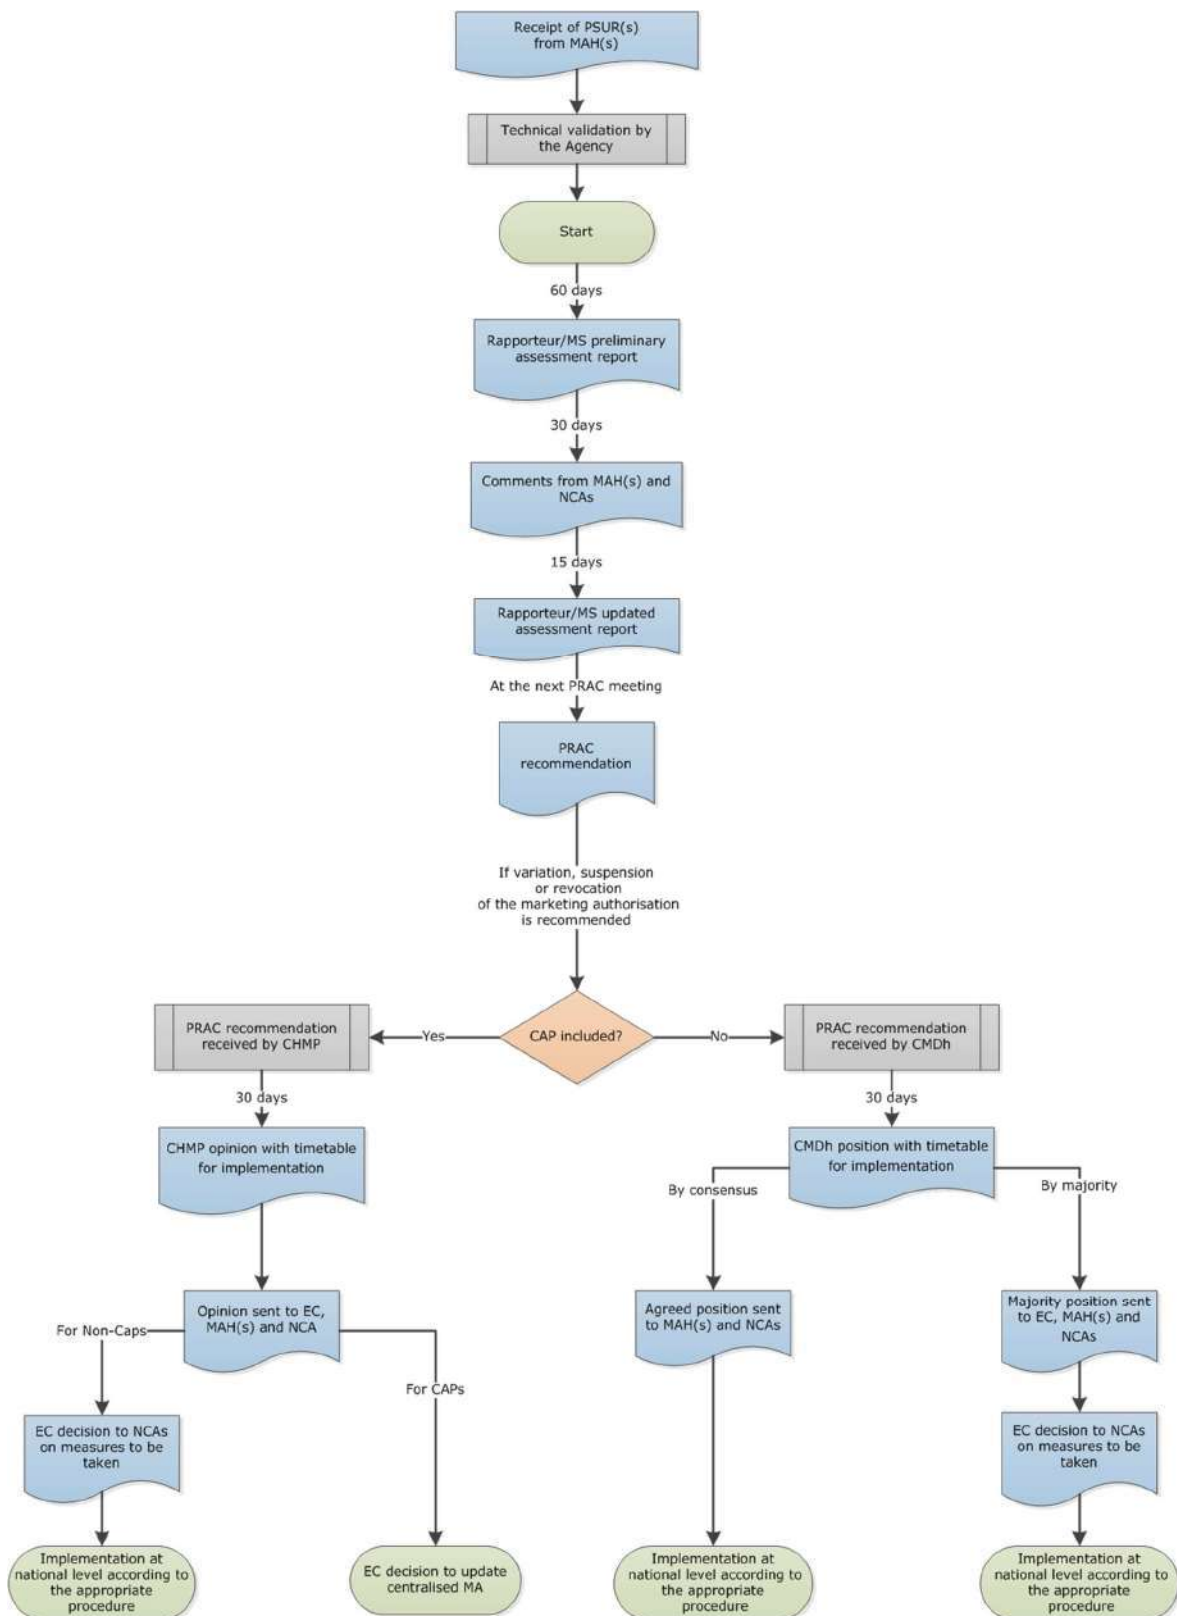 Receipt of PSUR(s)
from MAH(s)
Technical validation by
the Agency
Start
60 days
Rapporteur/MS preliminary
assessment report
30 days
Comments from MAH(s) and
NCAs
15 days
Rapporteur/MS updated
assessment report
At the next PRAC meeting
PRAC
recommendation
If variation, suspension
or revocation
of the marketing authorisation
is recommended
CAP included?
Yes
No
PRAC recommendation
received by CHMP
30 days
CHMP opinion with timetable
for implementation
Opinion sent to EC,
MAH(s) and NCA
For Non-Caps
For CAPs
EC decision to NCAs
on measures to be
taken
Implementation at
national level according to
the appropriate
procedure
EC decision to update
centralised MA
PRAC recommendation
received by CMDh
30 days
CMDh position with timetable
for implementation
By consensus
By majority
Agreed position sent
to MAH(s) and NCAs
Implementation at
national level according to
the appropriate
procedure
Majority position sent
to EC, MAH(s) and
NCAs
EC decision to NCAs
on measures to be
taken
Implementation at
national level according to
the appropriate
procedure